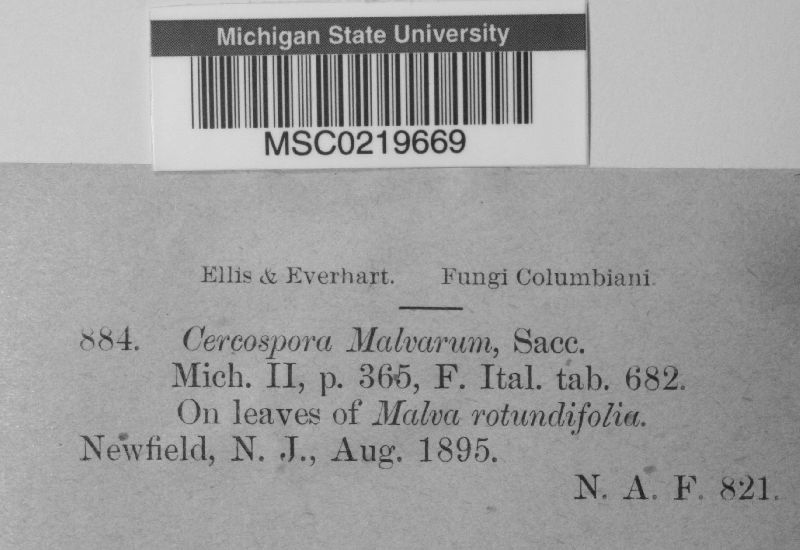 Michigan State University
MSC0219669
Ellis & Everhart. Fungi Columbiani.
884. Cercospora Malvarum, Sacc.
Mich. II, p. 365, F. Ital. tab. 682.
On leaves of Malva rotundifolia.
Newfield, N. J., Aug. 1895.
N. A. F. 821.